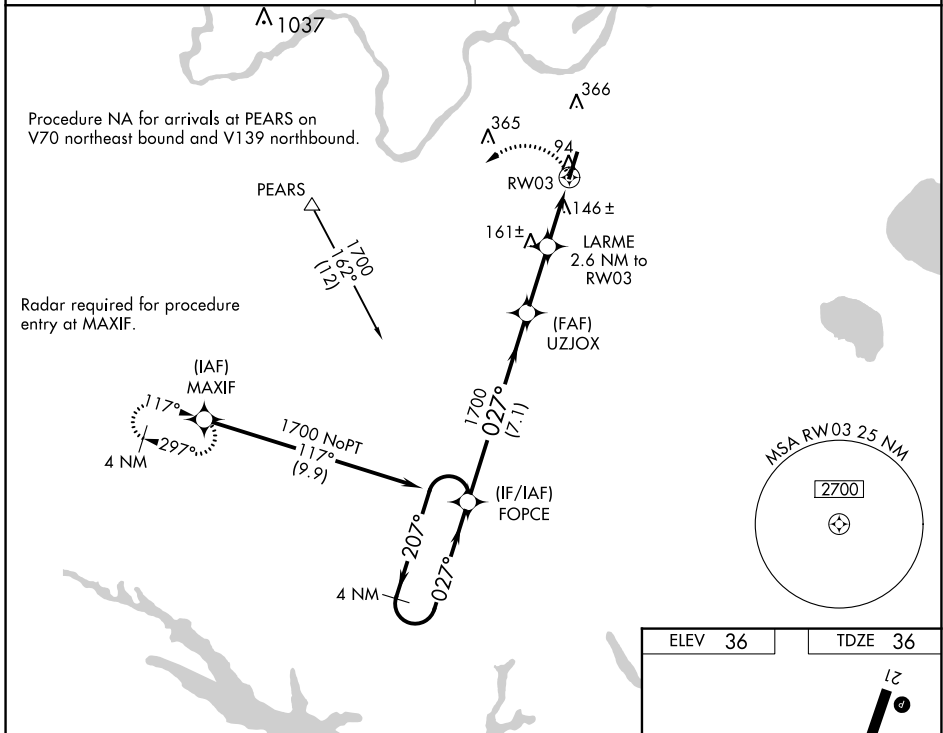 1037
366
Procedure NA for arrivals at PEARS on
V70 northeast bound and V139 northbound.
365
94
RW03
PEARS
146±
161±
LARME
2.6 NM to
RW03
1700
162°
(12)
Radar required for procedure
entry at MAXIF.
(FAF)
UZJOX
(IAF)
MAXIF
1700
027°
(7.1)
117°
297°
4 NM
1700 NoPT
117°
(9.9)
MSA RW03 25 NM
2700
(IF/IAF)
FOPCE
207°
027°
4 NM
ELEV 36
TDZE 36
21
P